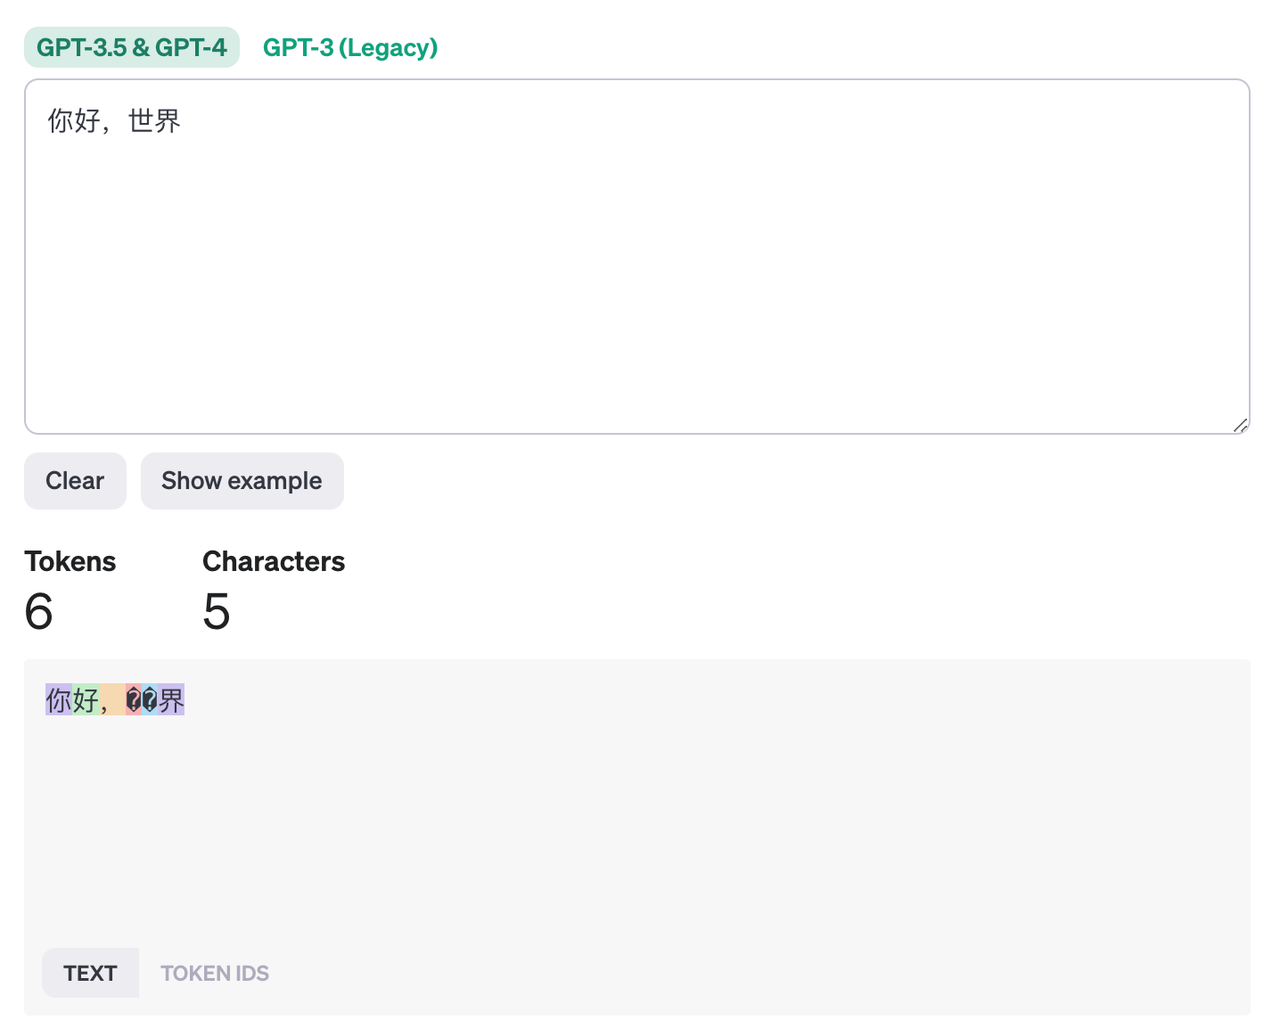 GPT-3.5 & GPT-4 GPT-3 (Legacy)
你好，世界
Clear Show example
Tokens Characters
6 5
你好，��界
TEXT TOKEN IDS